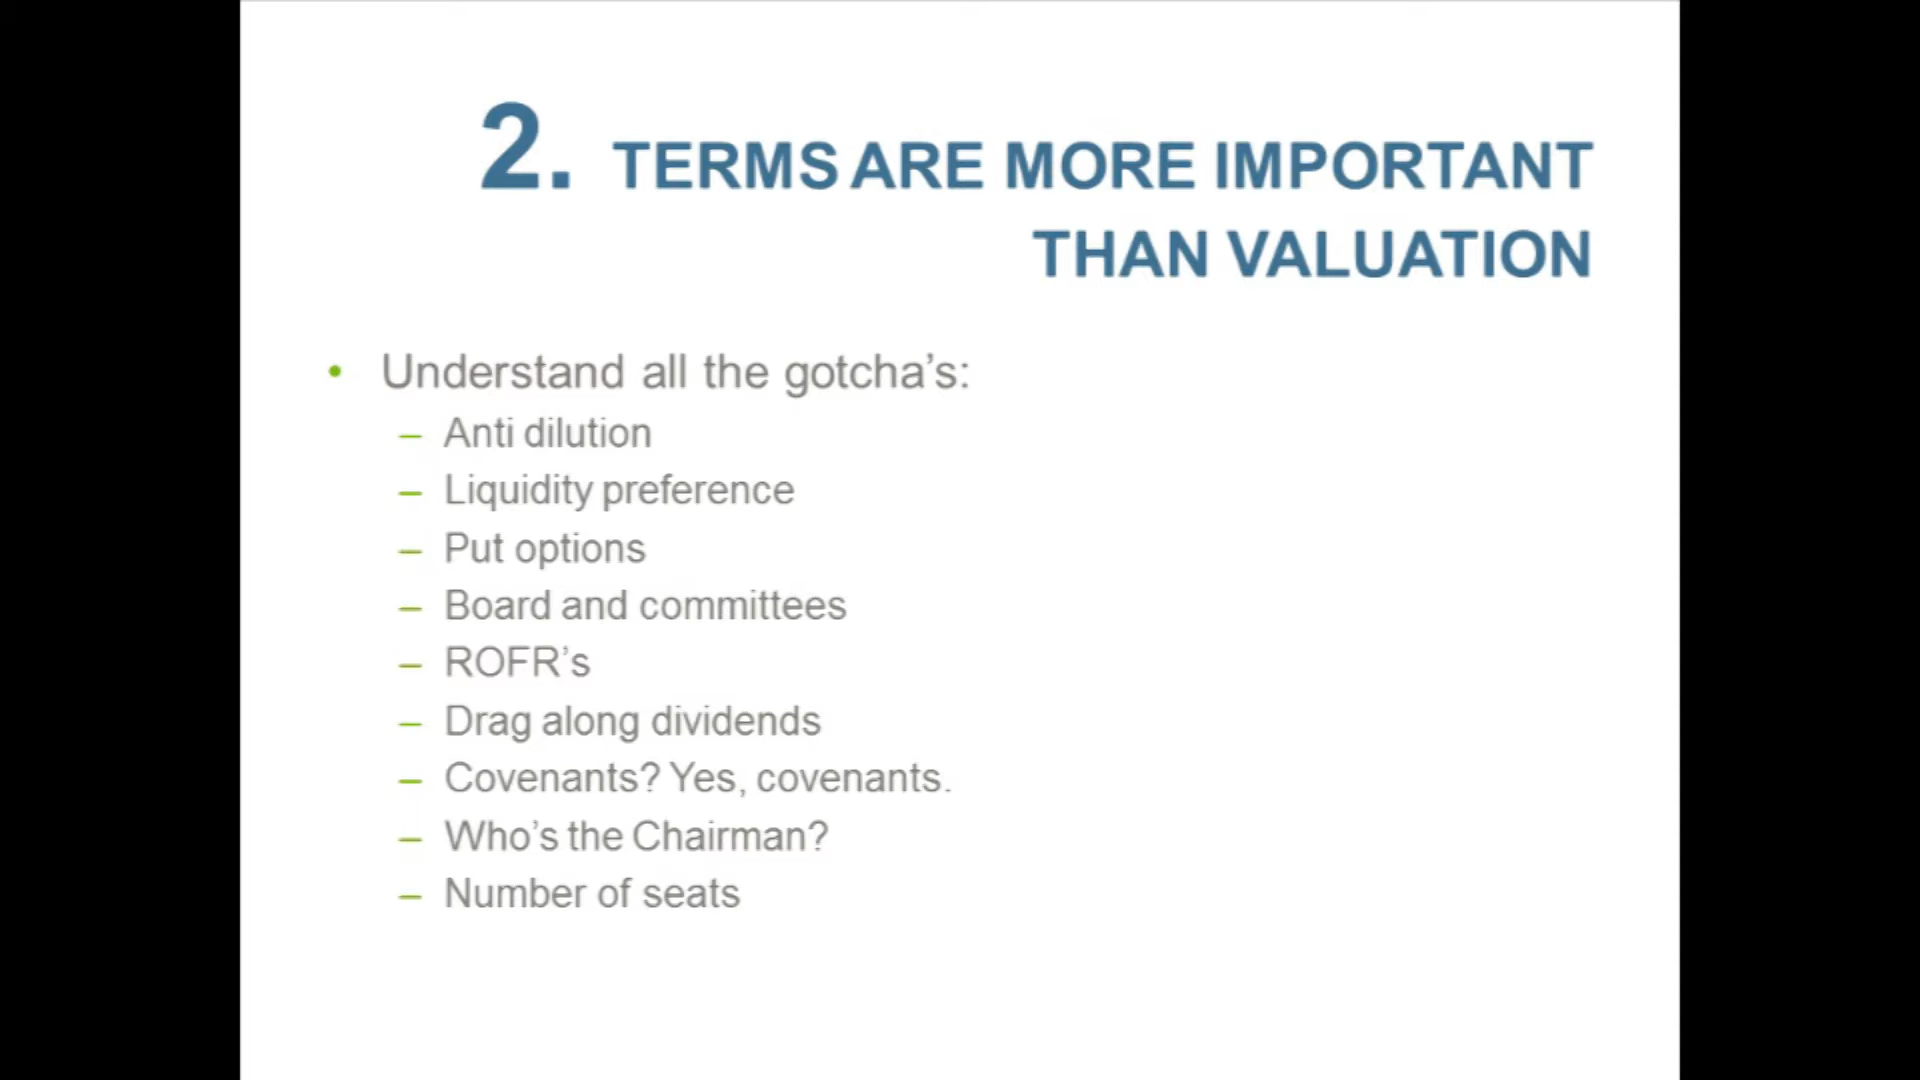 2. TERMS ARE MORE IMPORTANT
THAN VALUATION
• Understand all the gotcha’s:
– Anti dilution
– Liquidity preference
– Put options
– Board and committees
– ROFR’s
– Drag along dividends
– Covenants? Yes, covenants.
– Who’s the Chairman?
– Number of seats